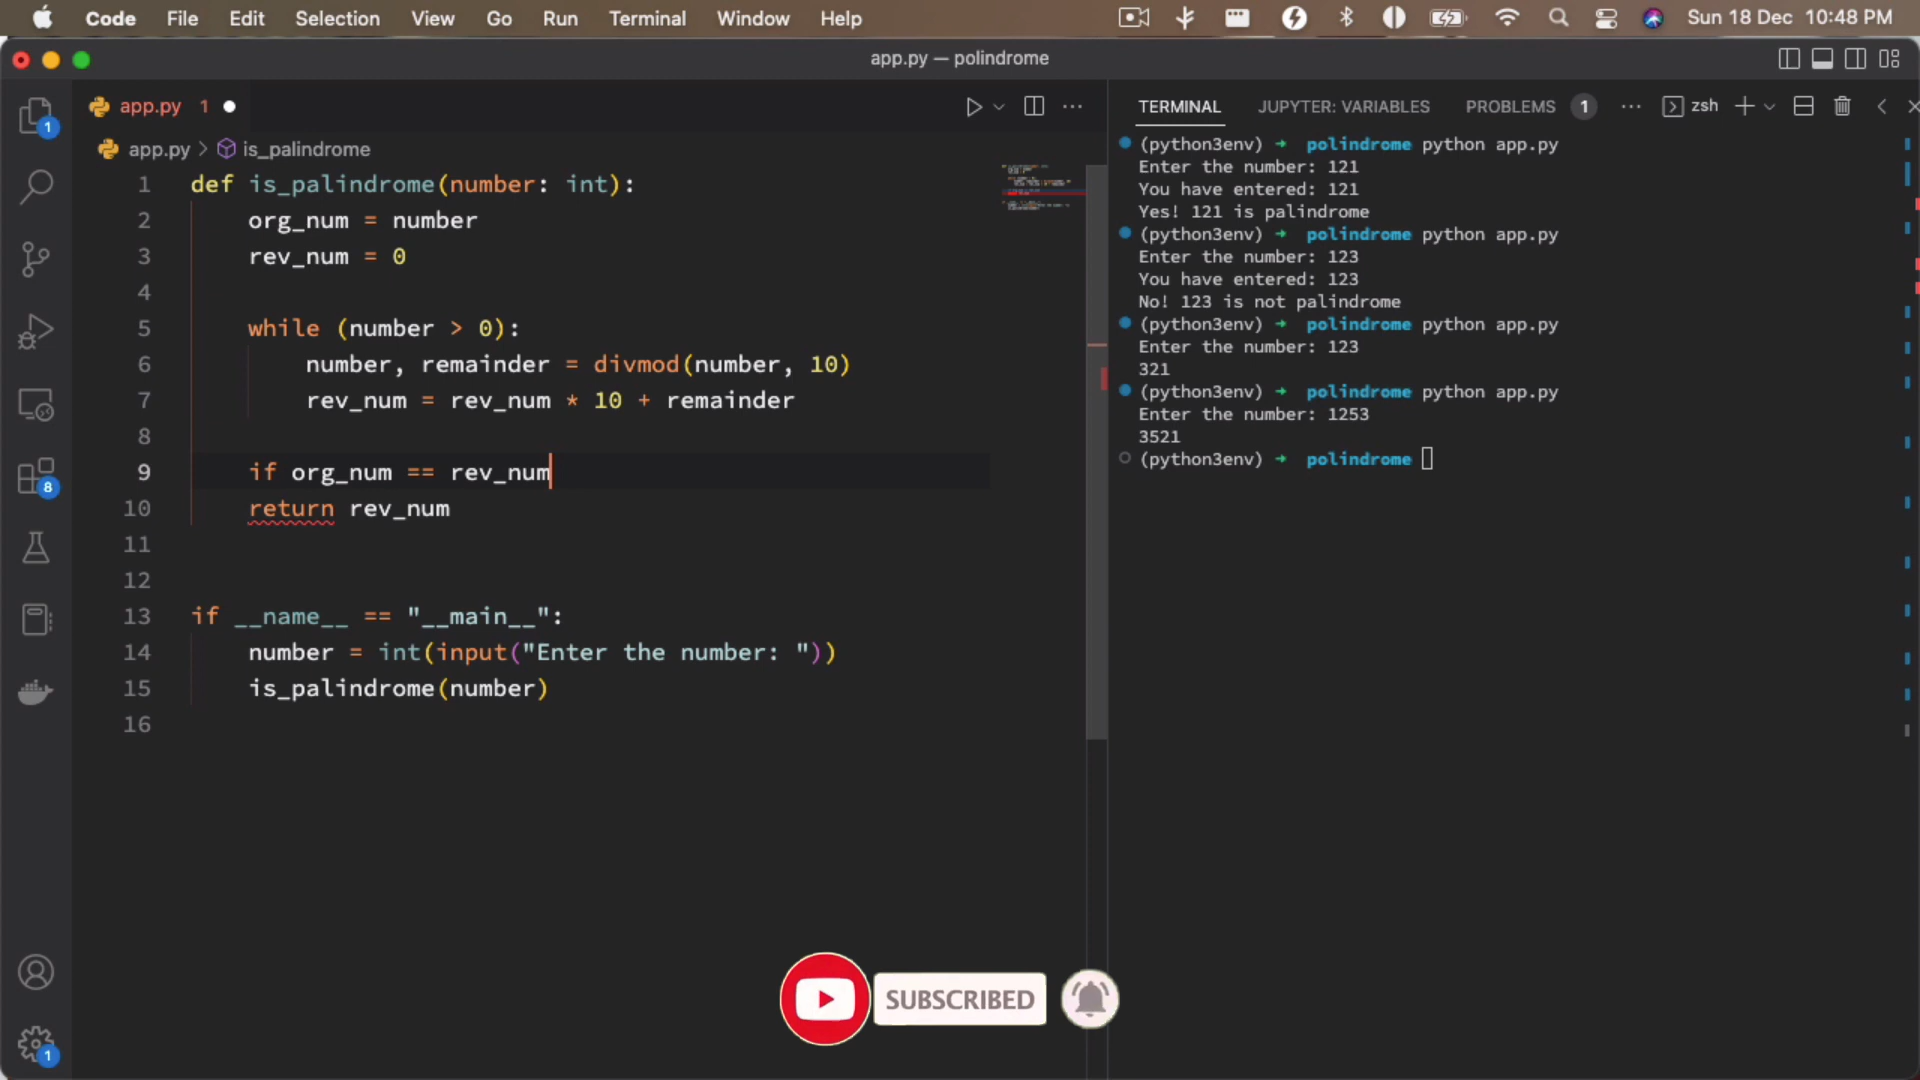 Code File Edit Selection View Go Run Terminal Window Help Sun 18 Dec 10:48 PM
app.py — polindrome
app.py 1
app.py > is_palindrome
1 def is_palindrome(number: int):
2 org_num = number
3 rev_num = 0
4
5 while (number > 0):
6 number, remainder = divmod(number, 10)
7 rev_num = rev_num * 10 + remainder
8
9 if org_num == rev_num
10 return rev_num
11
12
13 if __name__ == "__main__":
14 number = int(input("Enter the number: "))
15 is_palindrome(number)
16
1
8
1
TERMINAL JUPYTER: VARIABLES PROBLEMS 1 ... zsh
(python3env) ➜ polindrome python app.py
Enter the number: 121
You have entered: 121
Yes! 121 is palindrome
(python3env) ➜ polindrome python app.py
Enter the number: 123
You have entered: 123
No! 123 is not palindrome
(python3env) ➜ polindrome python app.py
Enter the number: 123
321
(python3env) ➜ polindrome python app.py
Enter the number: 1253
3521
(python3env) ➜ polindrome
SUBSCRIBED